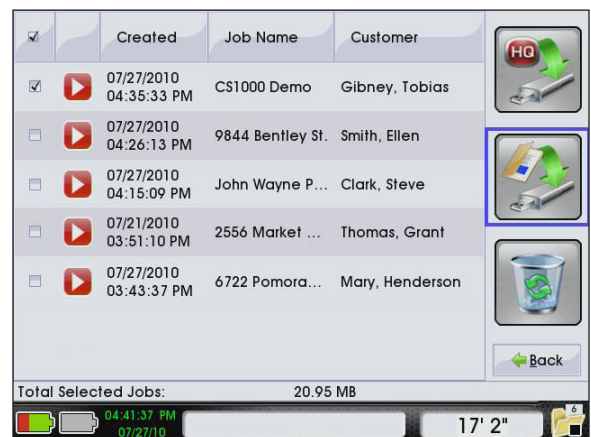 Created Job Name Customer
HQ
07/27/2010
04:35:33 PM
CS1000 Demo Gibney, Tobias
07/27/2010
04:26:13 PM
9844 Bentley St. Smith, Ellen
07/27/2010
04:15:09 PM
John Wayne P... Clark, Steve
07/21/2010
03:51:10 PM
2556 Market ... Thomas, Grant
07/27/2010
03:43:37 PM
6722 Pomora... Mary, Henderson
Back
Total Selected Jobs: 20.95 MB
04:41:37 PM
07/27/10
17' 2"
6